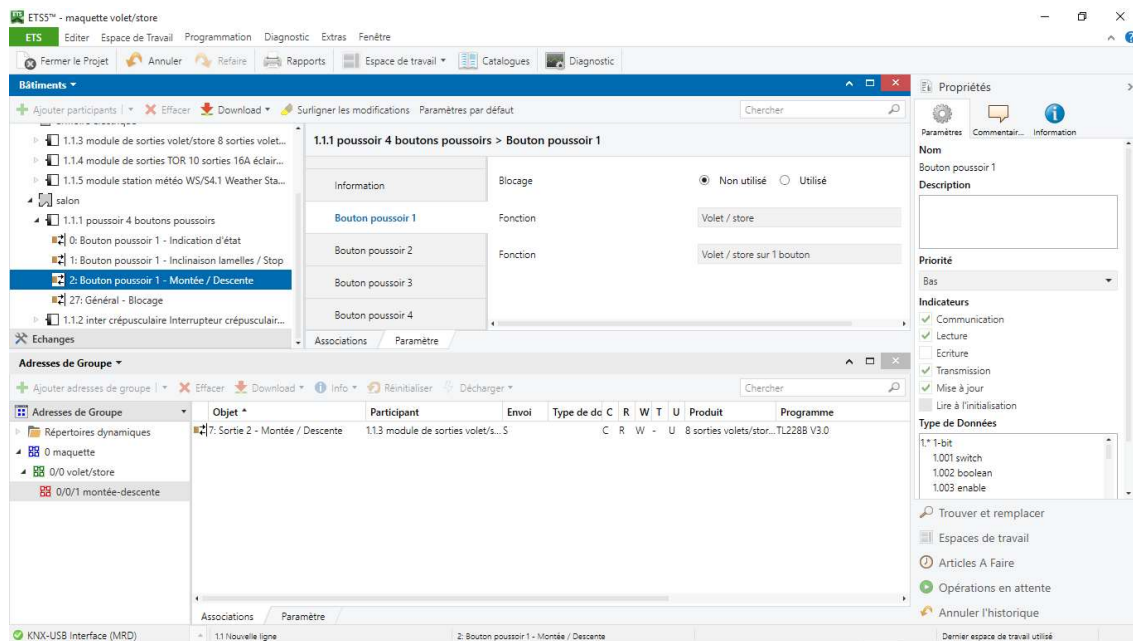 ETS5™ - maquette volet/store
ETS Editer Espace de Travail Programmation Diagnostic Extras Fenêtre
Fermer le Projet Annuler Refaire Rapports Espace de travail Catalogues Diagnostic
Bâtiments
Ajouter participants Effacer Download Surligner les modifications Paramètres par défaut Chercher
1.1.3 module de sorties volet/store 8 sorties volet...
1.1.4 module de sorties TOR 10 sorties 16A éclair...
1.1.5 module station météo WS/S4.1 Weather Sta...
salon
1.1.1 poussoir 4 boutons poussoirs
0: Bouton poussoir 1 - Indication d'état
1: Bouton poussoir 1 - Inclinaison lamelles / Stop
2: Bouton poussoir 1 - Montée / Descente
27: Général - Blocage
1.1.2 inter crépusculaire Interrupteur crépusculair...
Echanges
1.1.1 poussoir 4 boutons poussoirs > Bouton poussoir 1
Information
Bouton poussoir 1
Bouton poussoir 2
Bouton poussoir 3
Bouton poussoir 4
Blocage Non utilisé Utilisé
Fonction Volet / store
Fonction Volet / store sur 1 bouton
Associations Paramètre
Adresses de Groupe
Ajouter adresses de groupe Effacer Download Info Réinitialiser Décharger Chercher
Adresses de Groupe
Répertoires dynamiques
0 maquette
0/0 volet/store
0/0/1 montée-descente
Objet Participant Envoi Type de do C R W T U Produit Programme
7: Sortie 2 - Montée / Descente 1.1.3 module de sorties volet/s... S C R W - U 8 sorties volets/stor... TL228B V3.0
Associations Paramètre
Propriétés
Paramètres Commentair... Information
Nom
Bouton poussoir 1
Description
Priorité
Bas
Indicateurs
Communication
Lecture
Ecriture
Transmission
Mise à jour
Lire à l'initialisation
Type de Données
1.* 1-bit
1.001 switch
1.002 boolean
1.003 enable
Trouver et remplacer
Espaces de travail
Articles A Faire
Opérations en attente
Annuler l'historique
KNX-USB Interface (MRD) 1.1 Nouvelle ligne 2: Bouton poussoir 1 - Montée / Descente Dernier espace de travail utilisé